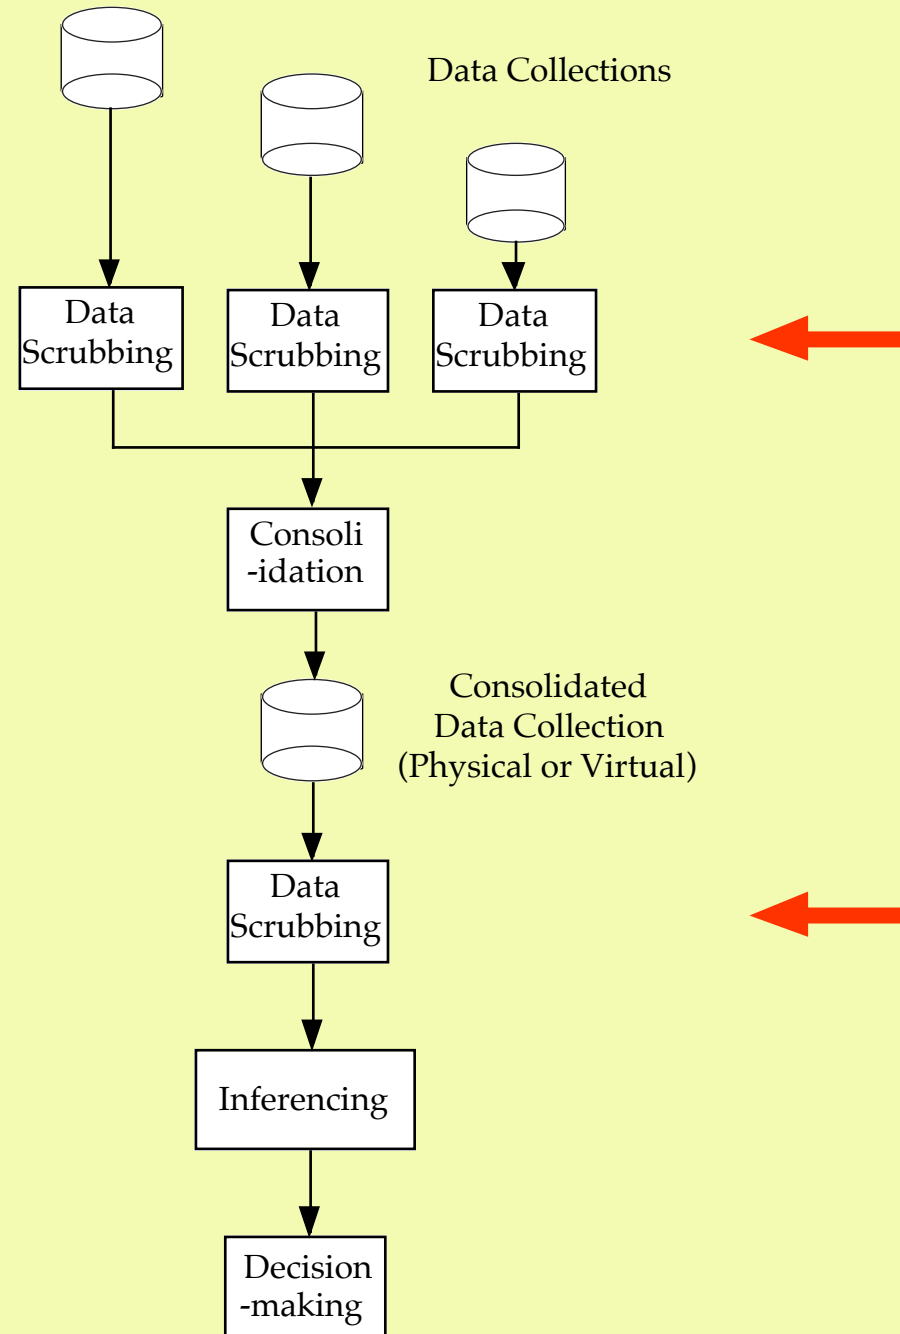 Data Collections
Data
Scrubbing
Data
Scrubbing
Data
Scrubbing
Consoli
-idation
Consolidated
Data Collection
(Physical or Virtual)
Data
Scrubbing
Inferencing
Decision
-making